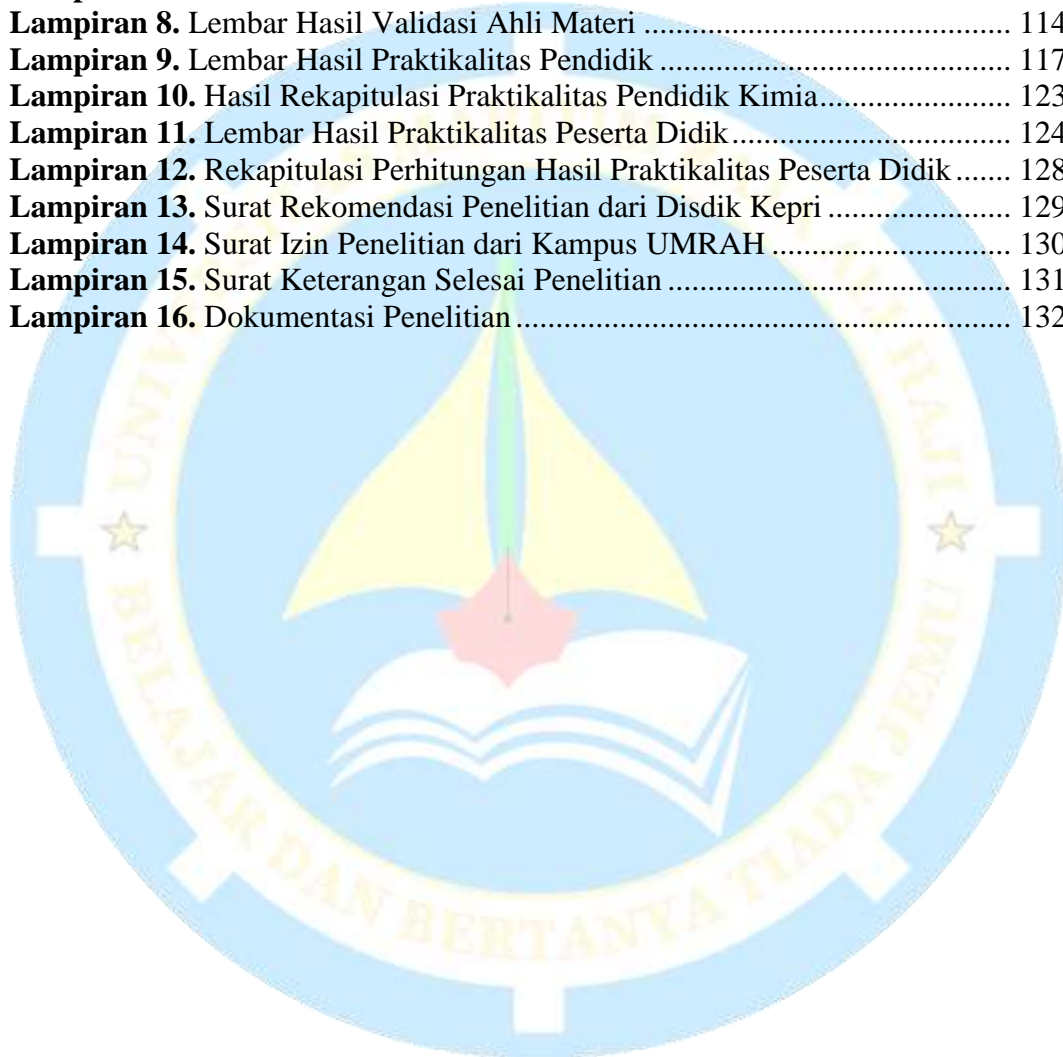 Lampiran 8. Lembar Hasil Validasi Ahli Materi ........................................ 114
Lampiran 9. Lembar Hasil Praktikalitas Pendidik ...................................... 117
Lampiran 10. Hasil Rekapitulasi Praktikalitas Pendidik Kimia..................... 123
Lampiran 11. Lembar Hasil Praktikalitas Peserta Didik.............................. 124
Lampiran 12. Rekapitulasi Perhitungan Hasil Praktikalitas Peserta Didik ....... 128
Lampiran 13. Surat Rekomendasi Penelitian dari Disdik Kepri .................... 129
Lampiran 14. Surat Izin Penelitian dari Kampus UMRAH .......................... 130
Lampiran 15. Surat Keterangan Selesai Penelitian ..................................... 131
Lampiran 16. Dokumentasi Penelitian ...................................................... 132
HAJI
BELAJAR DAN BERTANYA TIADA JEMU